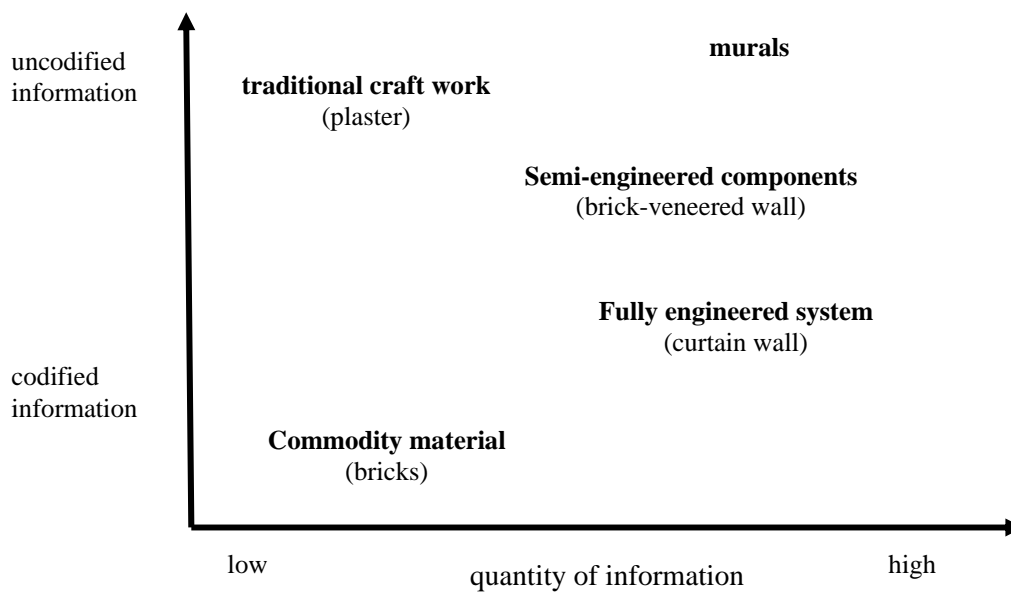 uncodified
information
murals
traditional craft work
(plaster)
Semi-engineered components
(brick-veneered wall)
Fully engineered system
(curtain wall)
codified
information
Commodity material
(bricks)
low
quantity of information
high